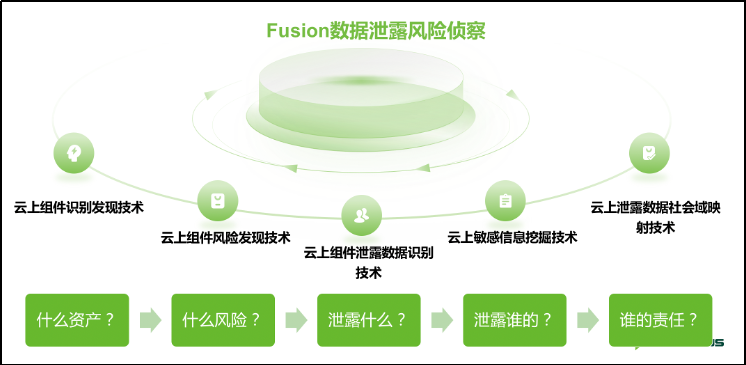 Fusion数据泄露风险侦察
云上组件识别发现技术
云上组件风险发现技术
云上组件泄露数据识别
技术
云上敏感信息挖掘技术
云上泄露数据社会域映
射技术
什么资产？
什么风险？
泄露什么？
泄露谁的？
谁的责任？